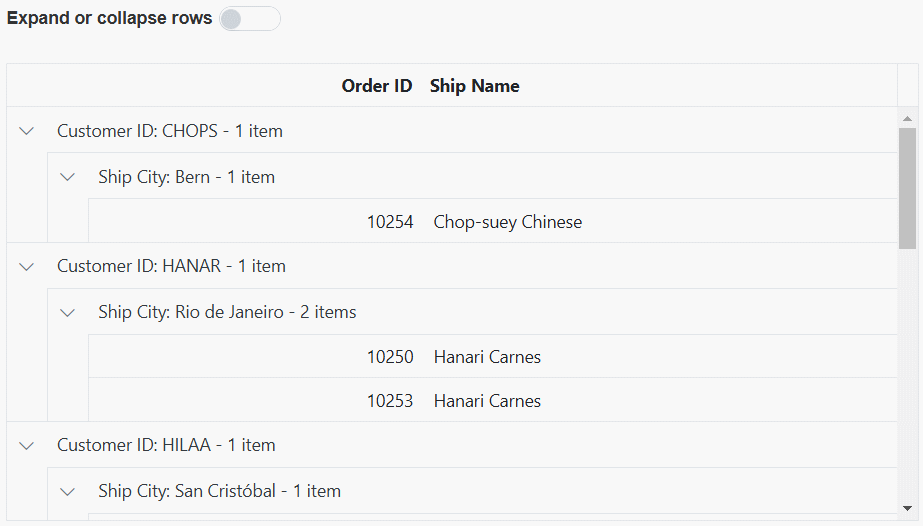 Expand or collapse rows
Order ID Ship Name
Customer ID: CHOPS - 1 item
Ship City: Bern - 1 item
10254 Chop-suey Chinese
Customer ID: HANAR - 1 item
Ship City: Rio de Janeiro - 2 items
10250 Hanari Carnes
10253 Hanari Carnes
Customer ID: HILAA - 1 item
Ship City: San Cristóbal - 1 item